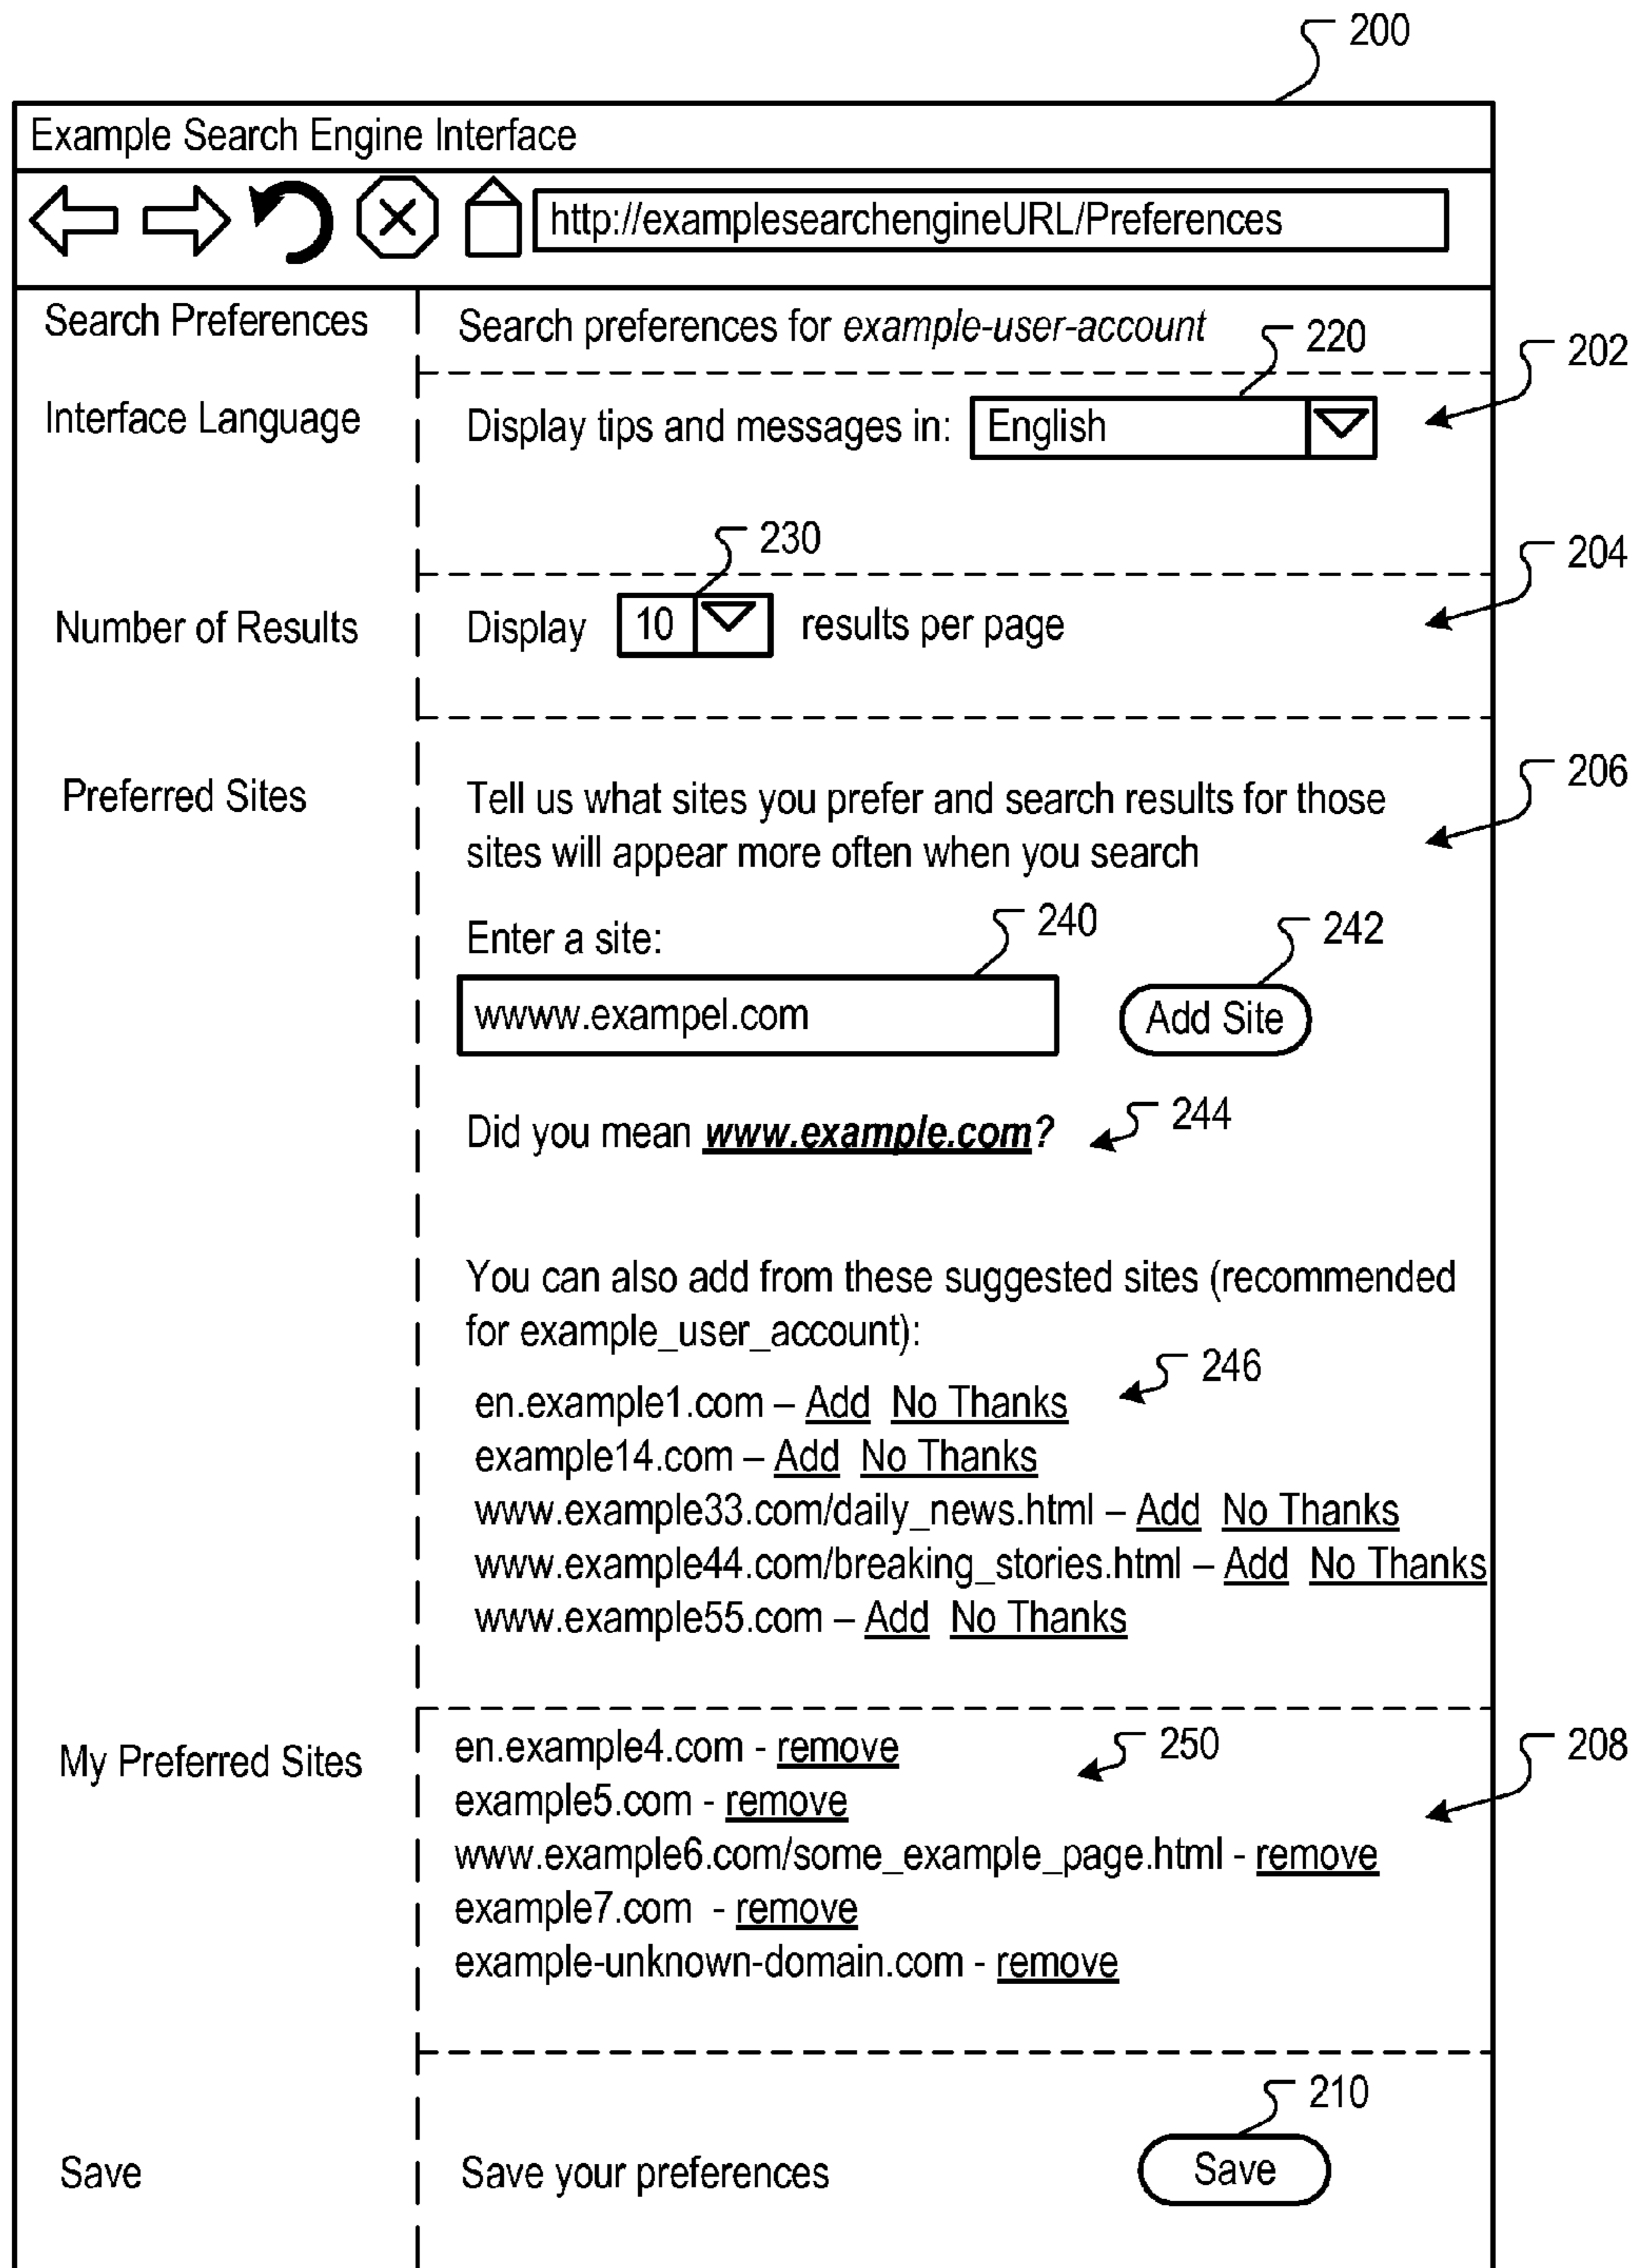 200
Example Search Engine Interface
http://examplesearchengineURL/Preferences
Search Preferences
Search preferences for example-user-account
220
202
Interface Language
Display tips and messages in: English
230
204
Number of Results
Display 10 results per page
206
Preferred Sites
Tell us what sites you prefer and search results for those
sites will appear more often when you search
Enter a site:
240
242
wwww.exampel.com
Add Site
Did you mean www.example.com?
244
You can also add from these suggested sites (recommended
for example_user_account):
246
en.example1.com – Add No Thanks
example14.com – Add No Thanks
www.example33.com/daily_news.html – Add No Thanks
www.example44.com/breaking_stories.html – Add No Thanks
www.example55.com – Add No Thanks
My Preferred Sites
en.example4.com - remove
250
208
example5.com - remove
www.example6.com/some_example_page.html - remove
example7.com - remove
example-unknown-domain.com - remove
210
Save
Save your preferences
Save